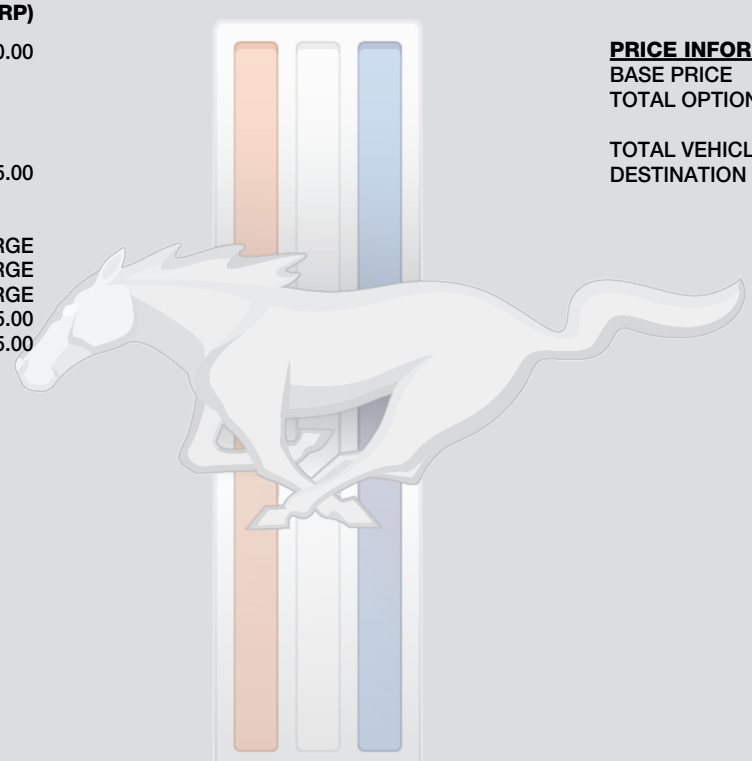 RP)
0.00
5.00
RGE
RGE
RGE
5.00
5.00
PRICE INFOR
BASE PRICE
TOTAL OPTION
TOTAL VEHICL
DESTINATION